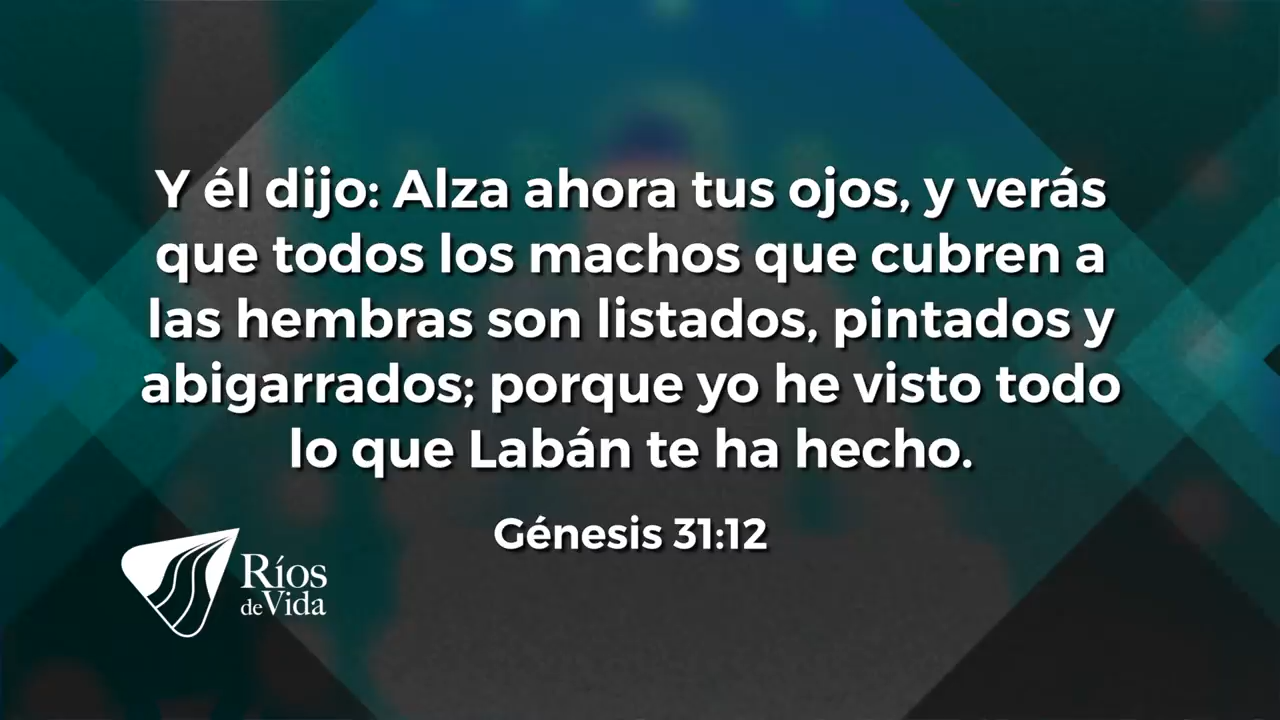 Y él dijo: Alza ahora tus ojos, y verás
que todos los machos que cubren a
las hembras son listados, pintados y
abigarrados; porque yo he visto todo
lo que Labán te ha hecho.
Génesis 31:12
Ríos
de Vida